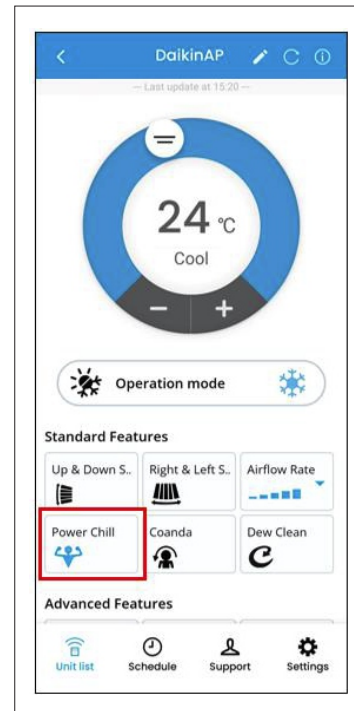 DaikinAP
— Last update at 15:20 —
24 °C
Cool
− +
Operation mode
Standard Features
Up & Down S..
Right & Left S..
Airflow Rate
Power Chill
Coanda
Dew Clean
Advanced Features
Unit list
Schedule
Support
Settings